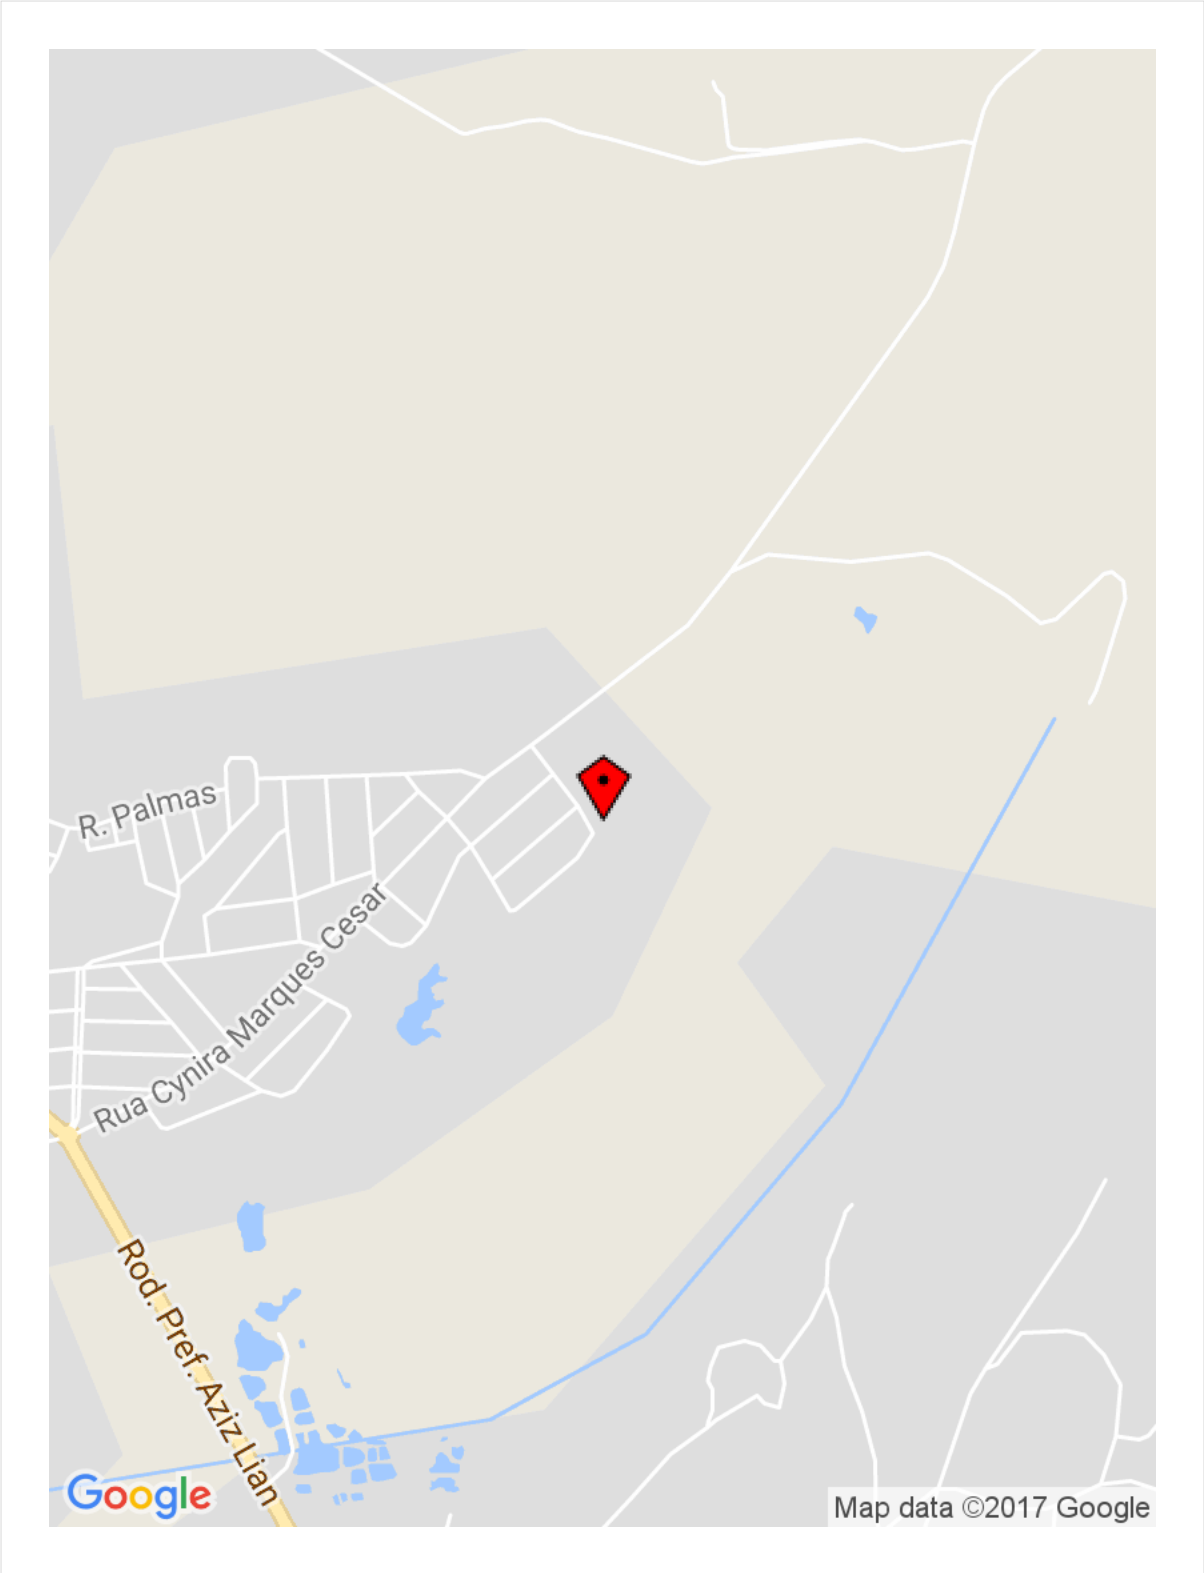 R. Palmas
Rua Cynira Marques Cesar
Rod. Pref. Aziz Lian
Google
Map data ©2017 Google